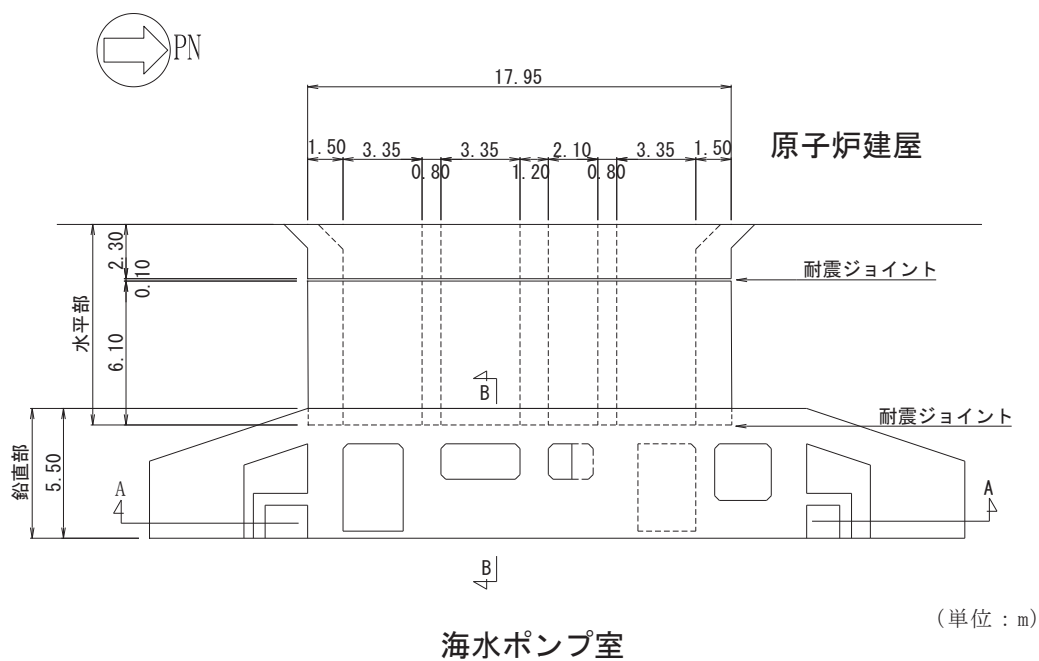 PN
17.95
原子炉建屋
1.50
3.35
0.80
3.35
1.20
2.10
0.80
3.35
1.50
2.30
0.10
耐震ジョイント
水平部
6.10
B
耐震ジョイント
鉛直部
5.50
A
A
B
(単位:m)
海水ポンプ室